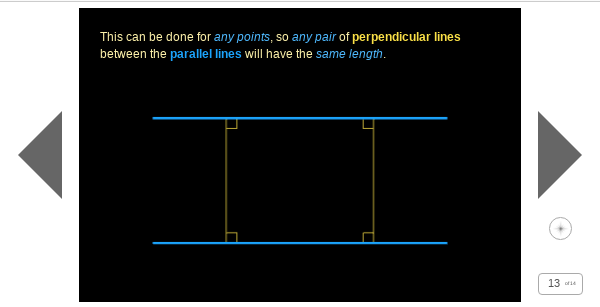 This can be done for any points, so any pair of perpendicular lines
between the parallel lines will have the same length.
13 of 14